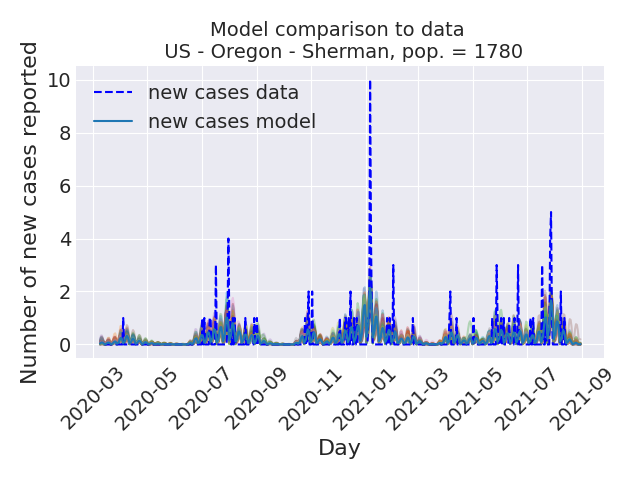 Model comparison to data
US - Oregon - Sherman, pop. = 1780
Number of new cases reported
10
8
6
4
2
0
new cases data
new cases model
2020-03
2020-05
2020-07
2020-09
2020-11
2021-01
2021-03
2021-05
2021-07
2021-09
Day